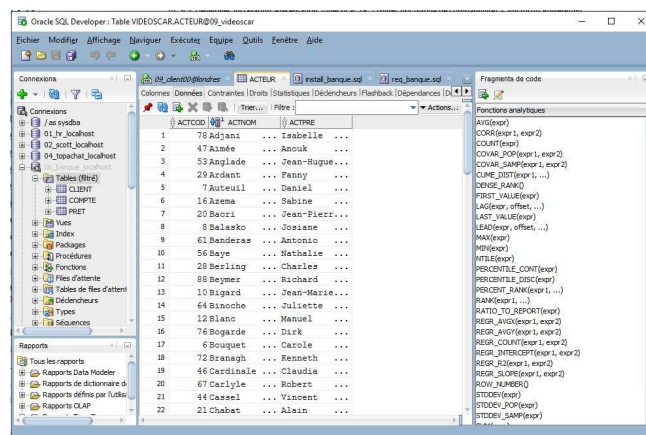 Oracle SQL Developer : Table VIDEOSCAR.ACTEUR@09_videoscar
Fichier Modifier Affichage Naviguer Exécuter Equipe Outils Fenêtre Aide
Connexions
Connexions
/ as sysdba
01_hr_localhost
02_scott_localhost
04_topachat_localhost
06_banque_localhost
Tables (filtré)
CLIENT
COMPTE
PRET
Vues
Index
Packages
Procédures
Fonctions
Files d'attente
Tables de files d'attent
Déclencheurs
Types
Séquences
Rapports
Tous les rapports
Rapports Data Modeler
Rapports de dictionnaire d
Rapports définis par l'utilisa
Rapports OLAP
09_client00@londres ACTEUR install_banque.sql req_banque.sql
Colonnes Données Contraintes Droits Statistiques Déclencheurs Flashback Dépendances
Trier... Filtre : Actions...
ACTCOD ACTNOM ACTPRE
1 78 Adjani ... Isabelle ...
2 47 Aimée ... Anouk ...
3 53 Anglade ... Jean-Hugue...
4 29 Ardant ... Fanny ...
5 7 Auteuil ... Daniel ...
6 16 Azema ... Sabine ...
7 20 Bacri ... Jean-Pierr...
8 8 Balasko ... Josiane ...
9 61 Banderas ... Antonio ...
10 56 Baye ... Nathalie ...
11 28 Berling ... Charles ...
12 88 Beymer ... Richard ...
13 10 Bigard ... Jean-Marie...
14 64 Binoche ... Juliette ...
15 12 Blanc ... Manuel ...
16 76 Bogarde ... Dirk ...
17 6 Bouquet ... Carole ...
18 72 Branagh ... Kenneth ...
19 46 Cardinale ... Claudia ...
20 67 Carlyle ... Robert ...
21 44 Cassel ... Vincent ...
22 21 Chabat ... Alain ...
Fragments de code
Fonctions analytiques
AVG(expr)
CORR(expr1, expr2)
COUNT(expr)
COVAR_POP(expr1, expr2)
COVAR_SAMP(expr1, expr2)
CUME_DIST(expr1, ...)
DENSE_RANK()
FIRST_VALUE(expr)
LAG(expr, offset, ...)
LAST_VALUE(expr)
LEAD(expr, offset, ...)
MAX(expr)
MIN(expr)
NTILE(expr)
PERCENTILE_CONT(expr)
PERCENTILE_DISC(expr)
PERCENT_RANK(expr1, ...)
RANK(expr1, ...)
RATIO_TO_REPORT(expr)
REGR_AVGX(expr1, expr2)
REGR_AVGY(expr1, expr2)
REGR_COUNT(expr1, expr2)
REGR_INTERCEPT(expr1, expr2)
REGR_R2(expr1, expr2)
REGR_SLOPE(expr1, expr2)
ROW_NUMBER()
STDDEV(expr)
STDDEV_POP(expr)
STDDEV_SAMP(expr)